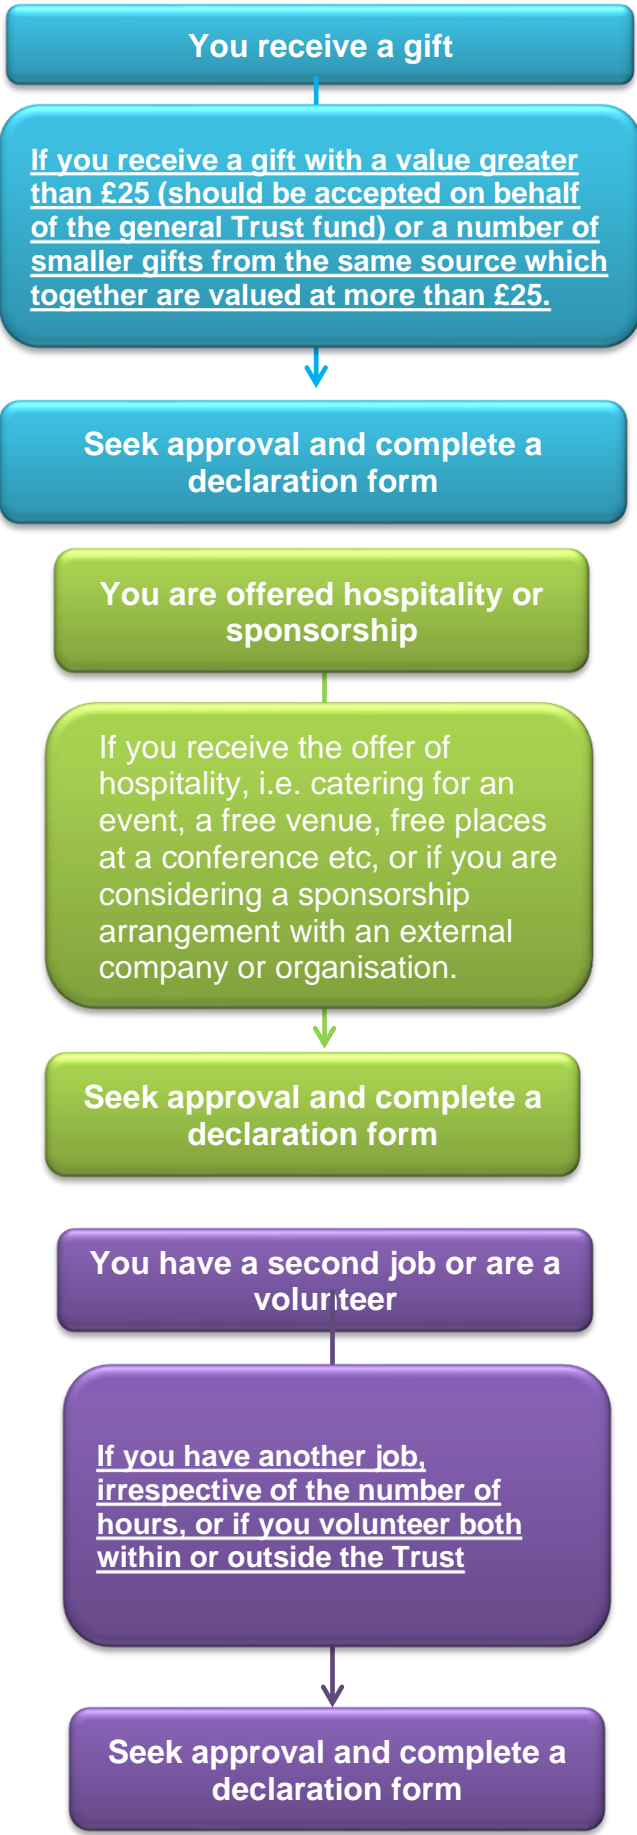 You receive a gift
If you receive a gift with a value greater
than £25 (should be accepted on behalf
of the general Trust fund) or a number of
smaller gifts from the same source which
together are valued at more than £25.
Seek approval and complete a
declaration form
You are offered hospitality or
sponsorship
If you receive the offer of
hospitality, i.e. catering for an
event, a free venue, free places
at a conference etc, or if you are
considering a sponsorship
arrangement with an external
company or organisation.
Seek approval and complete a
declaration form
You have a second job or are a
volunteer
If you have another job,
irrespective of the number of
hours, or if you volunteer both
within or outside the Trust
Seek approval and complete a
declaration form